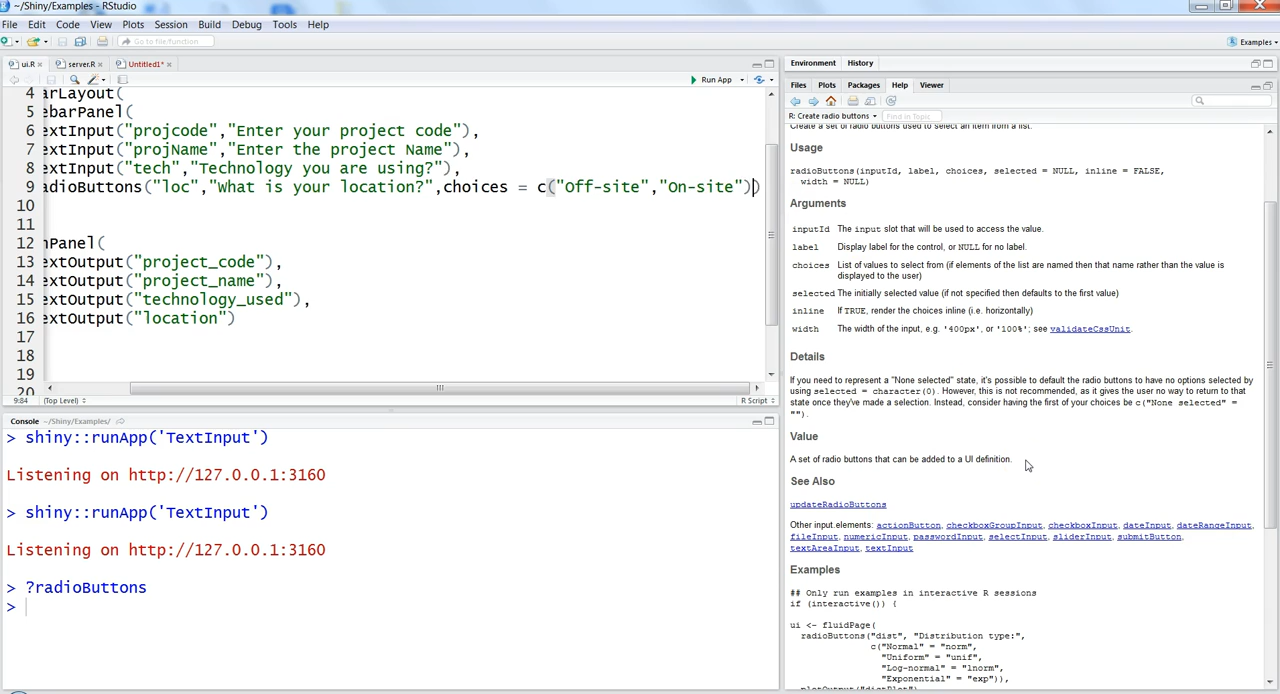 ~/Shiny/Examples - RStudio
File Edit Code View Plots Session Build Debug Tools Help
Go to file/function
Examples
ui.R server.R Untitled1*
Run App
4 arLayout(
5 ebarPanel(
6 extInput("projcode","Enter your project code"),
7 extInput("projName","Enter the project Name"),
8 extInput("tech","Technology you are using?"),
9 adioButtons("loc","What is your location?",choices = c("Off-site","On-site"))
10
11
12 nPanel(
13 extOutput("project_code"),
14 extOutput("project_name"),
15 extOutput("technology_used"),
16 extOutput("location")
17
18
19
20
9:84 (Top Level) R Script
Console ~/Shiny/Examples/
> shiny::runApp('TextInput')
Listening on http://127.0.0.1:3160
> shiny::runApp('TextInput')
Listening on http://127.0.0.1:3160
> ?radioButtons
>
Environment History
Files Plots Packages Help Viewer
R: Create radio buttons Find in Topic
Create a set of radio buttons used to select an item from a list.
Usage
radioButtons(inputId, label, choices, selected = NULL, inline = FALSE,
width = NULL)
Arguments
inputId The input slot that will be used to access the value.
label Display label for the control, or NULL for no label.
choices List of values to select from (if elements of the list are named then that name rather than the value is
displayed to the user)
selected The initially selected value (if not specified then defaults to the first value)
inline If TRUE, render the choices inline (i.e. horizontally)
width The width of the input, e.g. '400px', or '100%'; see validateCssUnit.
Details
If you need to represent a "None selected" state, it's possible to default the radio buttons to have no options selected by
using selected = character(0). However, this is not recommended, as it gives the user no way to return to that
state once they've made a selection. Instead, consider having the first of your choices be c("None selected" =
"").
Value
A set of radio buttons that can be added to a UI definition.
See Also
updateRadioButtons
Other input.elements: actionButton, checkboxGroupInput, checkboxInput, dateInput, dateRangeInput,
fileInput, numericInput, passwordInput, selectInput, sliderInput, submitButton,
textAreaInput, textInput
Examples
## Only run examples in interactive R sessions
if (interactive()) {
ui <- fluidPage(
radioButtons("dist", "Distribution type:",
c("Normal" = "norm",
"Uniform" = "unif",
"Log-normal" = "lnorm",
"Exponential" = "exp")),
plotOutput("distPlot")